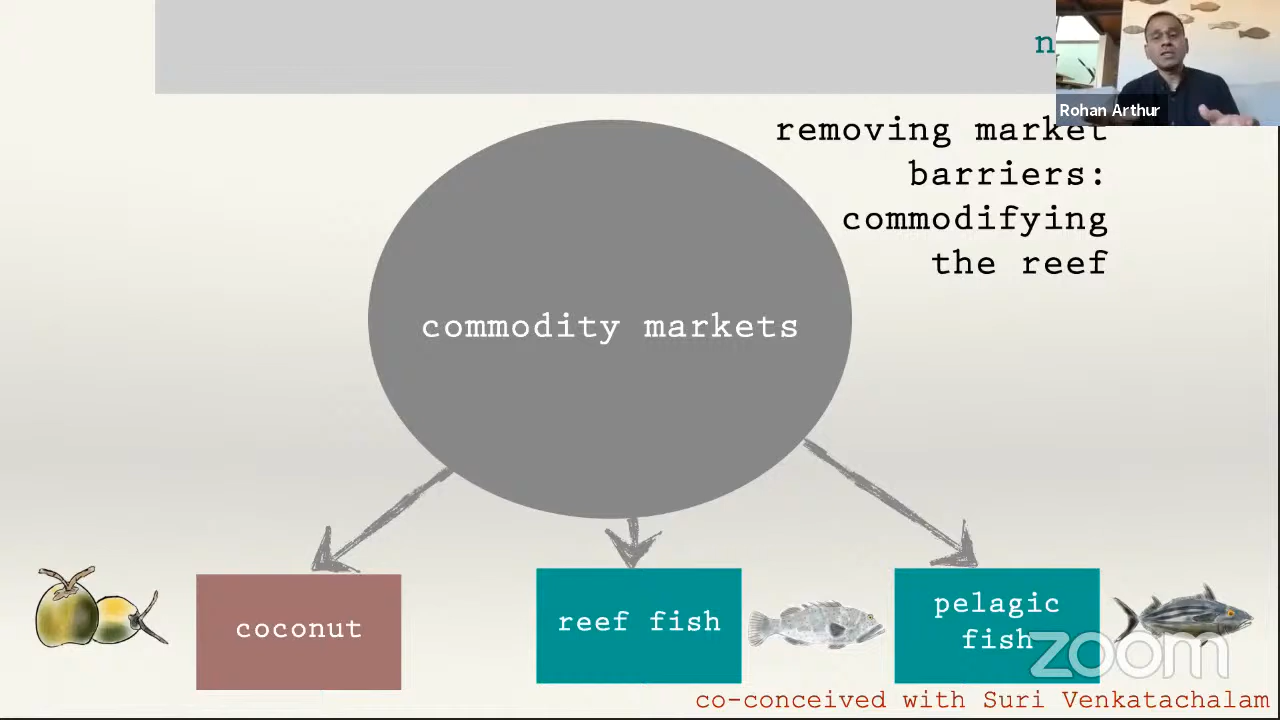 Rohan Arthur
removing market
barriers:
commodifying
the reef
commodity markets
coconut
reef fish
pelagic
fish
zoom
co-conceived with Suri Venkatachalam